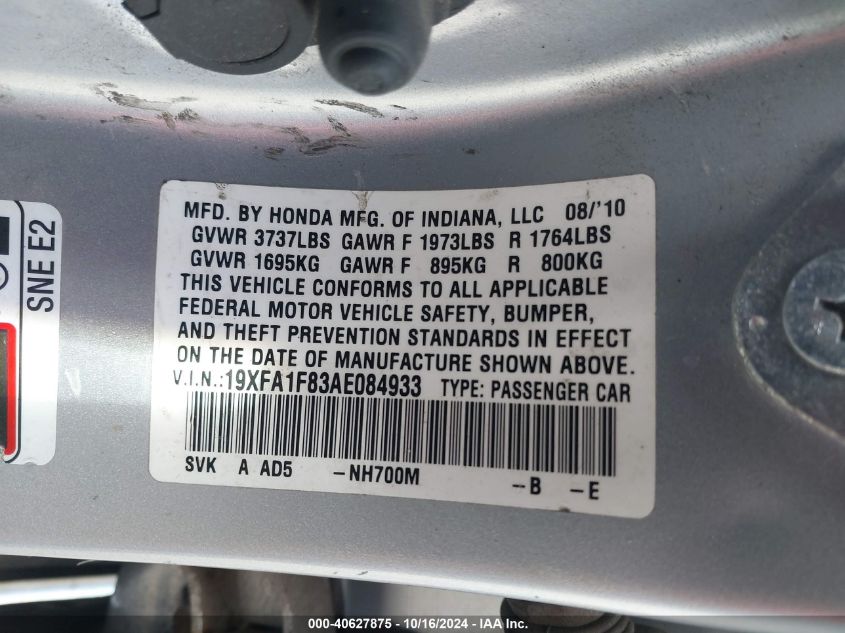 SNE E2
MFD. BY HONDA MFG. OF INDIANA, LLC 08/'10
GVWR 3737LBS GAWR F 1973LBS R 1764LBS
GVWR 1695KG GAWR F 895KG R 800KG
THIS VEHICLE CONFORMS TO ALL APPLICABLE
FEDERAL MOTOR VEHICLE SAFETY, BUMPER,
AND THEFT PREVENTION STANDARDS IN EFFECT
ON THE DATE OF MANUFACTURE SHOWN ABOVE.
V.I.N.:19XFA1F83AE084933 TYPE: PASSENGER CAR
SVK A AD5 -NH700M -B -E
000-40627875 - 10/16/2024 - IAA Inc.